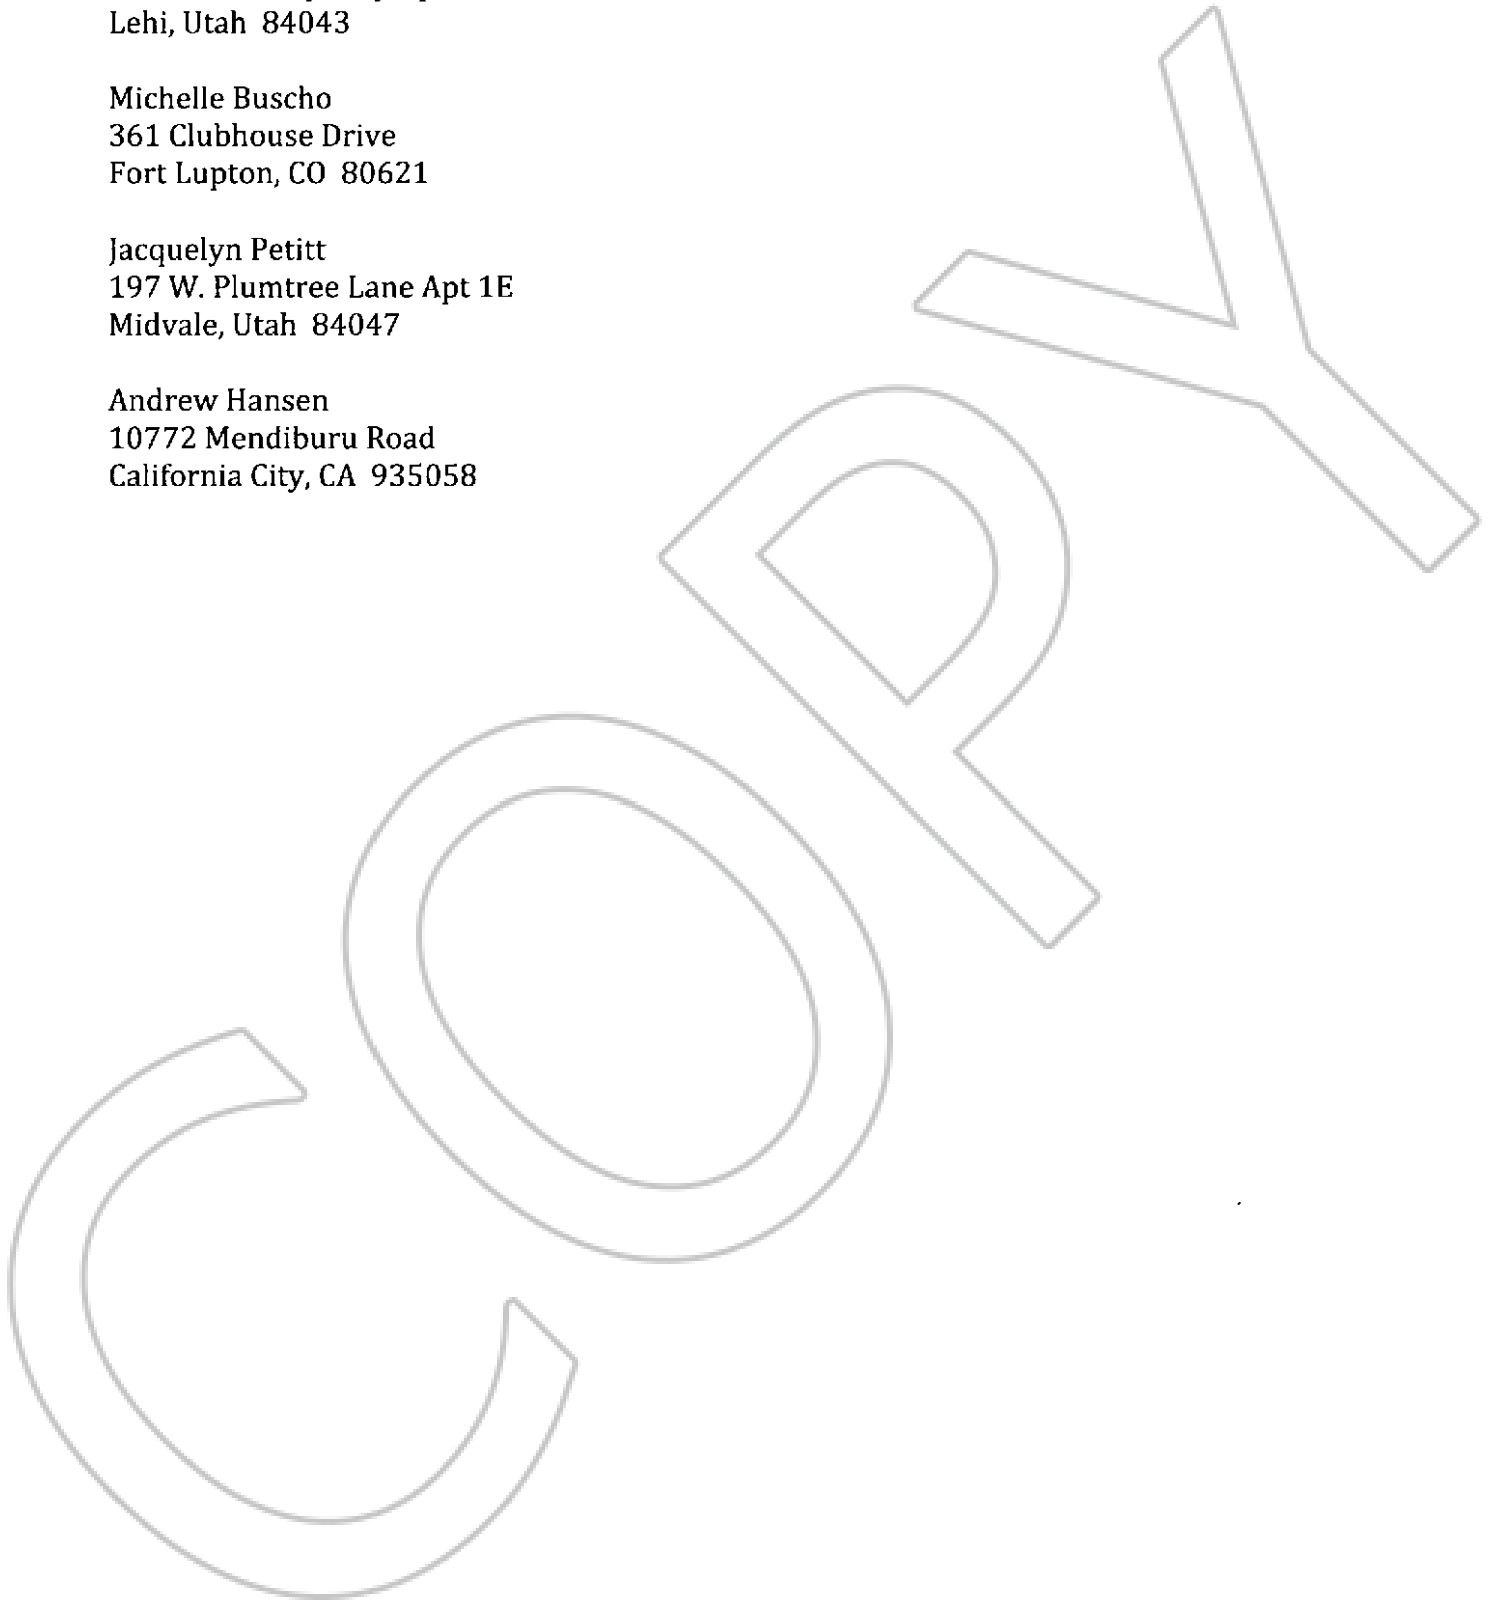 Lehi, Utah  84043
Michelle Buscho
361 Clubhouse Drive
Fort Lupton, CO  80621
Jacquelyn Petitt
197 W. Plumtree Lane Apt 1E
Midvale, Utah  84047
Andrew Hansen
10772 Mendiburu Road
California City, CA  935058
COPY